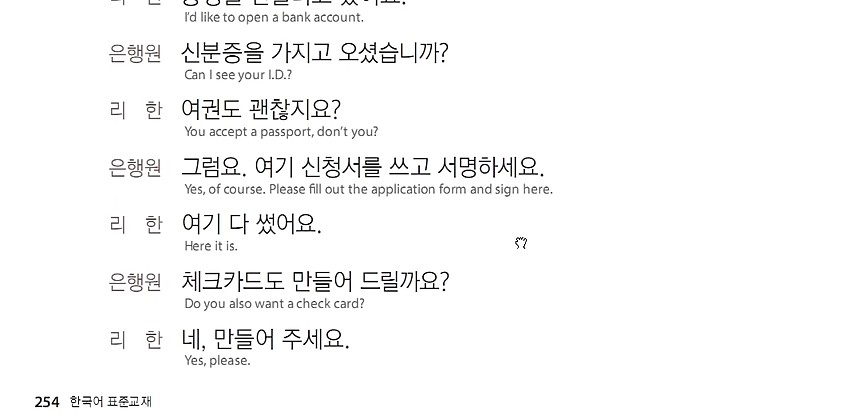 I'd like to open a bank account.
은행원 신분증을 가지고 오셨습니까?
Can I see your I.D.?
리 한 여권도 괜찮지요?
You accept a passport, don't you?
은행원 그럼요. 여기 신청서를 쓰고 서명하세요.
Yes, of course. Please fill out the application form and sign here.
리 한 여기 다 썼어요.
Here it is.
은행원 체크카드도 만들어 드릴까요?
Do you also want a check card?
리 한 네, 만들어 주세요.
Yes, please.
254 한국어 표준교재